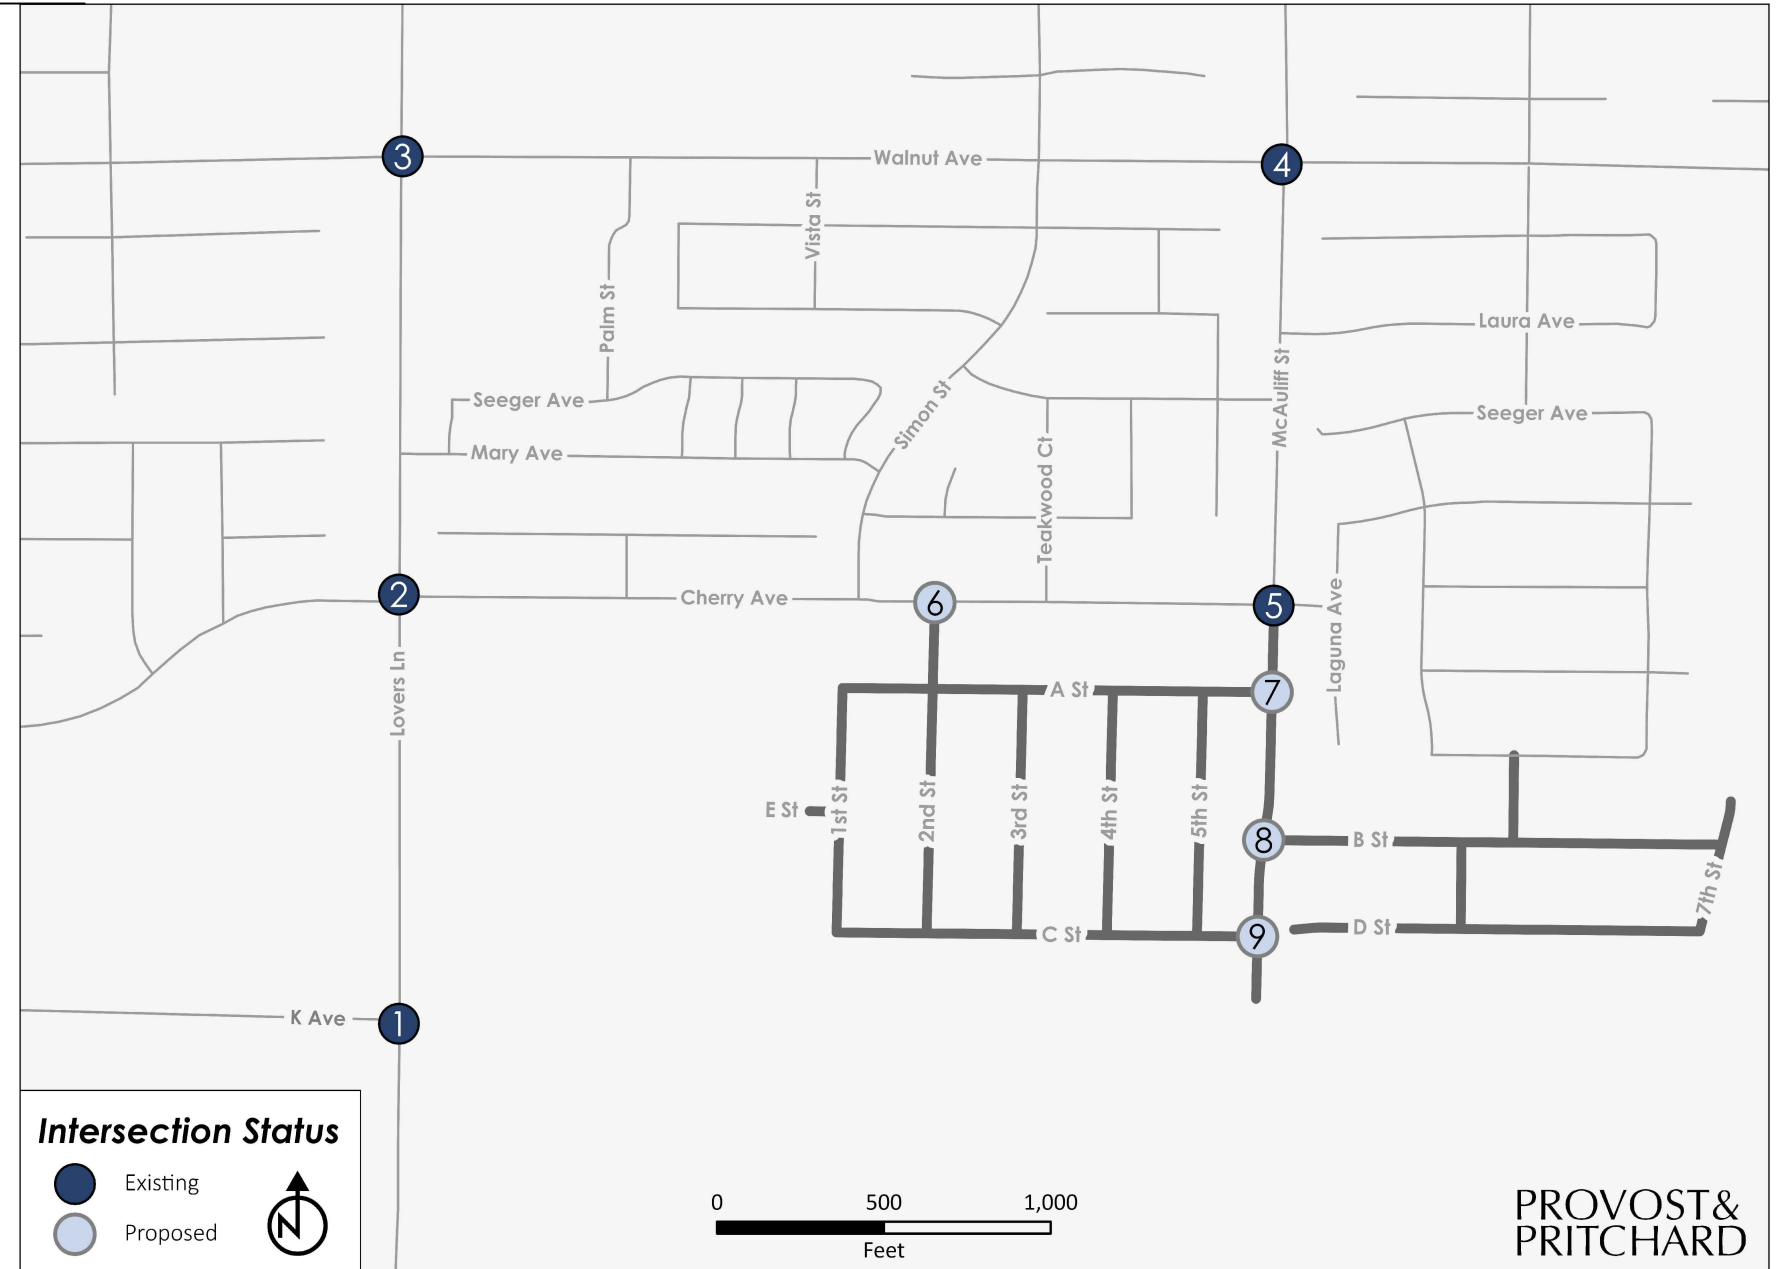 3
Walnut Ave
4
Vista St
Palm St
Laura Ave
McAuliff St
Seeger Ave
Simon St
Seeger Ave
Mary Ave
Teakwood Ct
2
Cherry Ave
6
5
Laguna Ave
Lovers Ln
A St
7
E St
1st St
2nd St
3rd St
4th St
5th St
8
B St
7th St
C St
9
D St
K Ave
1
Intersection Status
Existing
Proposed
N
0 500 1,000
Feet
PROVOST&
PRITCHARD